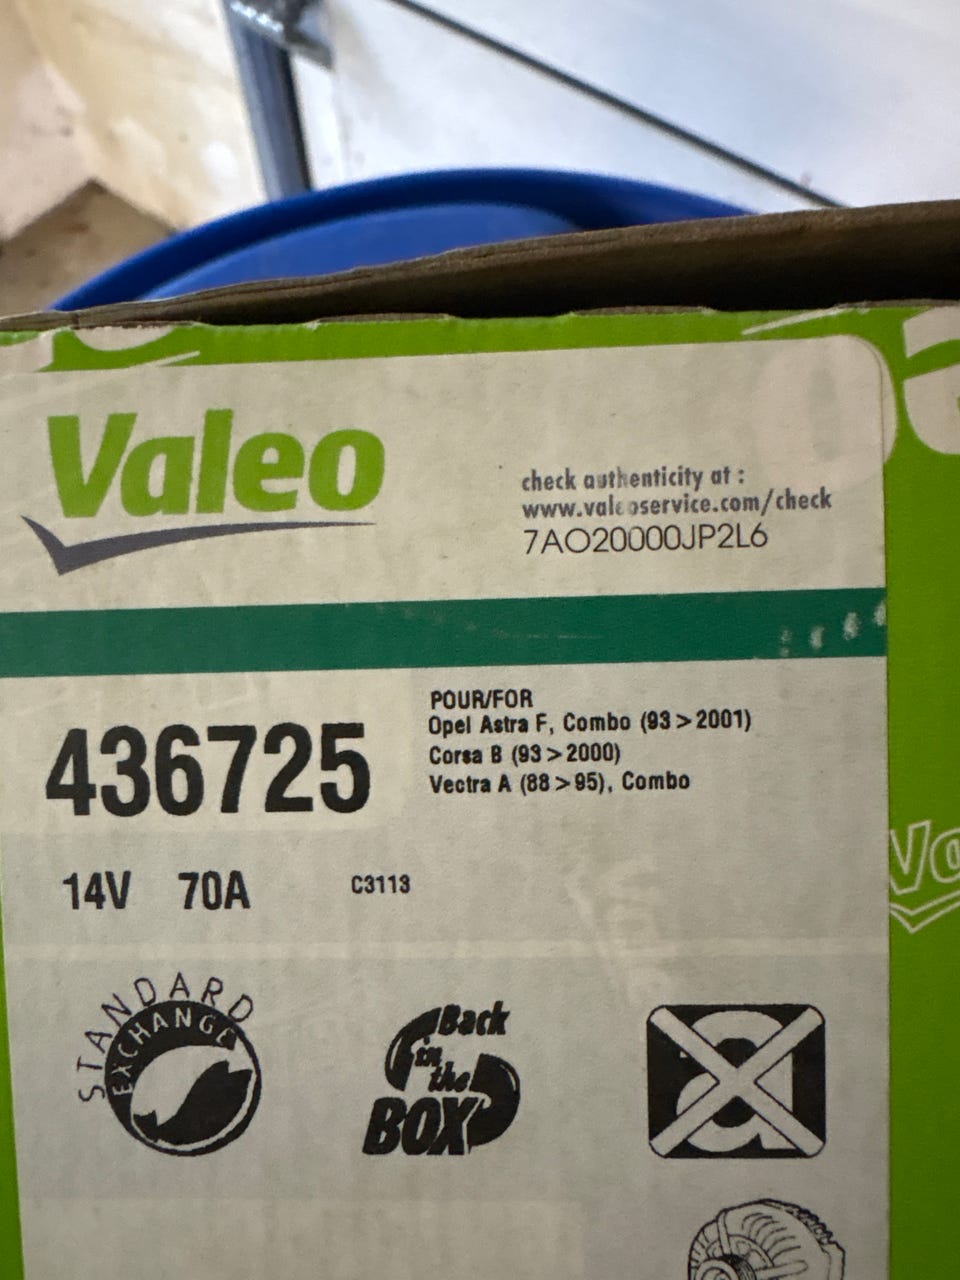 Valeo
check authenticity at :
www.valeoservice.com/check
7AO20000JP2L6
436725
POUR/FOR
Opel Astra F, Combo (93>2001)
Corsa B (93>2000)
Vectra A (88>95), Combo
14V 70A C3113
STANDARD
EXCHANGE
Back
in
the
BOX
a
Va